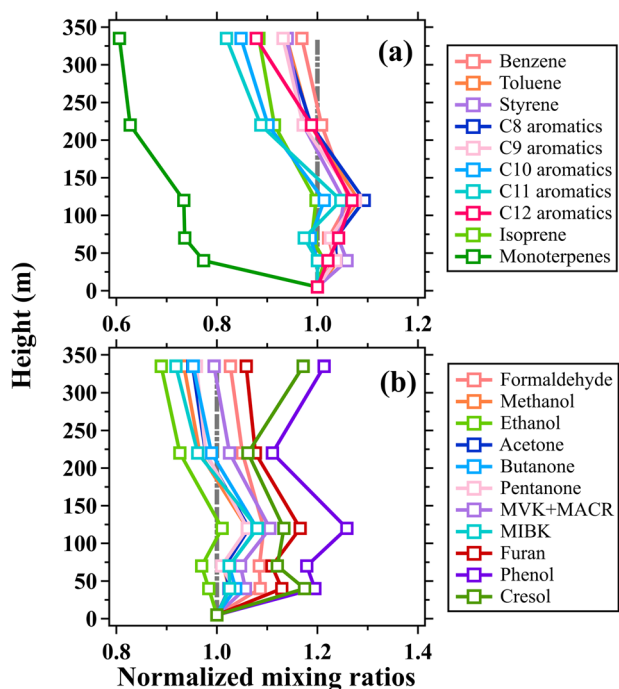 350
300
250
200
150
100
50
0
(a)
0.6
0.8
1.0
1.2
Benzene
Toluene
Styrene
C8 aromatics
C9 aromatics
C10 aromatics
C11 aromatics
C12 aromatics
Isoprene
Monoterpenes
Height (m)
350
300
250
200
150
100
50
0
(b)
0.6
0.8
1.0
1.2
1.4
Formaldehyde
Methanol
Ethanol
Acetone
Butanone
Pentanone
MVK+MACR
MIBK
Furan
Phenol
Cresol
Normalized mixing ratios